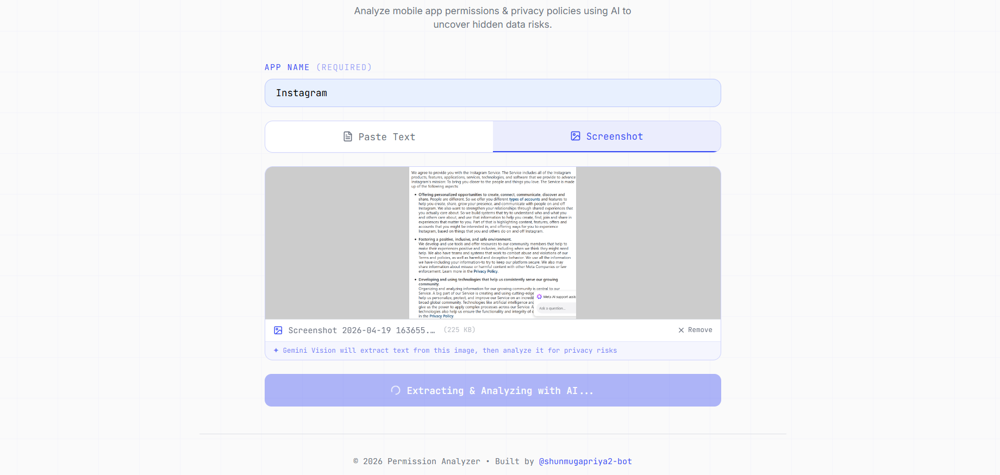 Analyze mobile app permissions & privacy policies using AI to
uncover hidden data risks.
APP NAME (REQUIRED)
Instagram
Paste Text
Screenshot
We agree to provide you with the Instagram Service. The Service includes all of the Instagram
products, features, applications, services, technologies, and software that we provide to advance
Instagram's mission: To bring you closer to the people and things you love. The Service is made
up of the following aspects:
• Offering personalized opportunities to create, connect, communicate, discover and
share. People are different. So we offer you different types of accounts and features to
help you create, share, grow your presence, and communicate with people on and off
Instagram. We also want to strengthen your relationships through shared experiences that
you actually care about. So we build systems that try to understand who and what you
and others care about, and use that information to help you create, find, join and share in
experiences that matter to you. Part of that is highlighting content, features, offers and
accounts that you might be interested in, and offering ways for you to experience
Instagram, based on things that you and others do on and off Instagram.
• Fostering a positive, inclusive, and safe environment.
We develop and use tools and offer resources to our community members that help to
make their experiences positive and inclusive, including when we think they might need
help. We also have teams and systems that work to combat abuse and violations of our
Terms and policies, as well as harmful and deceptive behavior. We use all the information
we have-including your information-to try to keep our platform secure. We also may
share information about misuse or harmful content with other Meta Companies or law
enforcement. Learn more in the Privacy Policy.
• Developing and using technologies that help us consistently serve our growing
community.
Organizing and analyzing information for our growing community is central to our
Service. A big part of our Service is creating and using cutting-edge
help us personalize, protect, and improve our Service on an incredi
broad global community. Technologies like artificial intelligence and
give us the power to apply complex processes across our Service. A
technologies also help us ensure the functionality and integrity of o
in the Privacy Policy.
Meta AI support assis
Ask a question...
Screenshot 2026-04-19 163655.… (225 KB)
Remove
✦ Gemini Vision will extract text from this image, then analyze it for privacy risks
Extracting & Analyzing with AI...
© 2026 Permission Analyzer • Built by @shunmugapriya2-bot